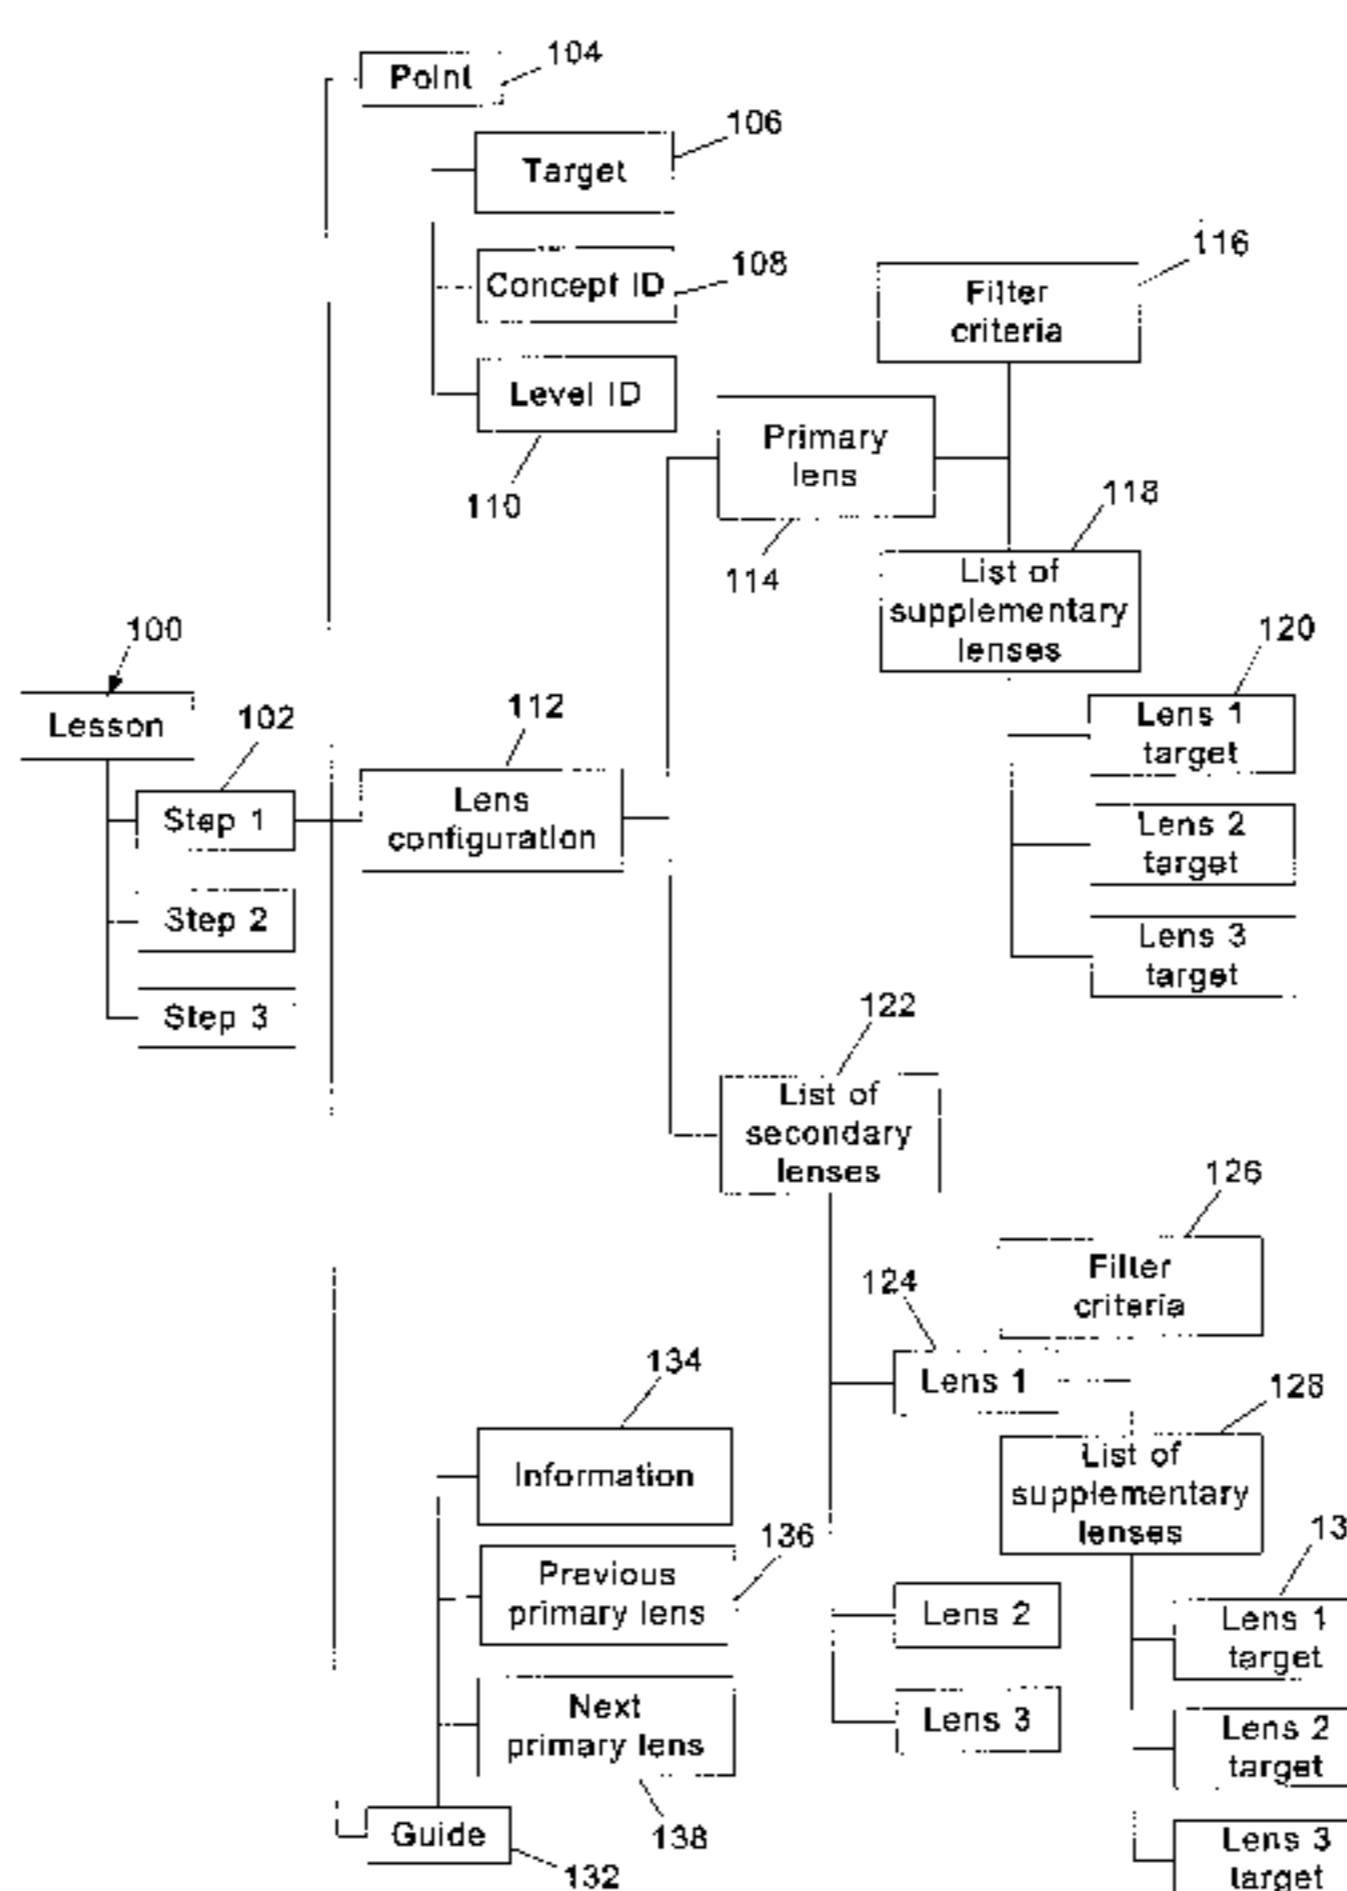 Point
104
Target
106
Concept ID
108
Level ID
110
Filter
criteria
116
Primary
lens
114
List of
supplementary
lenses
118
Lens 1
target
120
Lens 2
target
Lens 3
target
Lesson
100
Step 1
102
Step 2
Step 3
Lens
configuration
112
List of
secondary
lenses
122
Filter
criteria
126
Lens 1
124
List of
supplementary
lenses
128
Lens 1
target
Lens 2
target
Lens 3
target
Lens 2
Lens 3
Information
134
Previous
primary lens
136
Next
primary lens
138
Guide
132